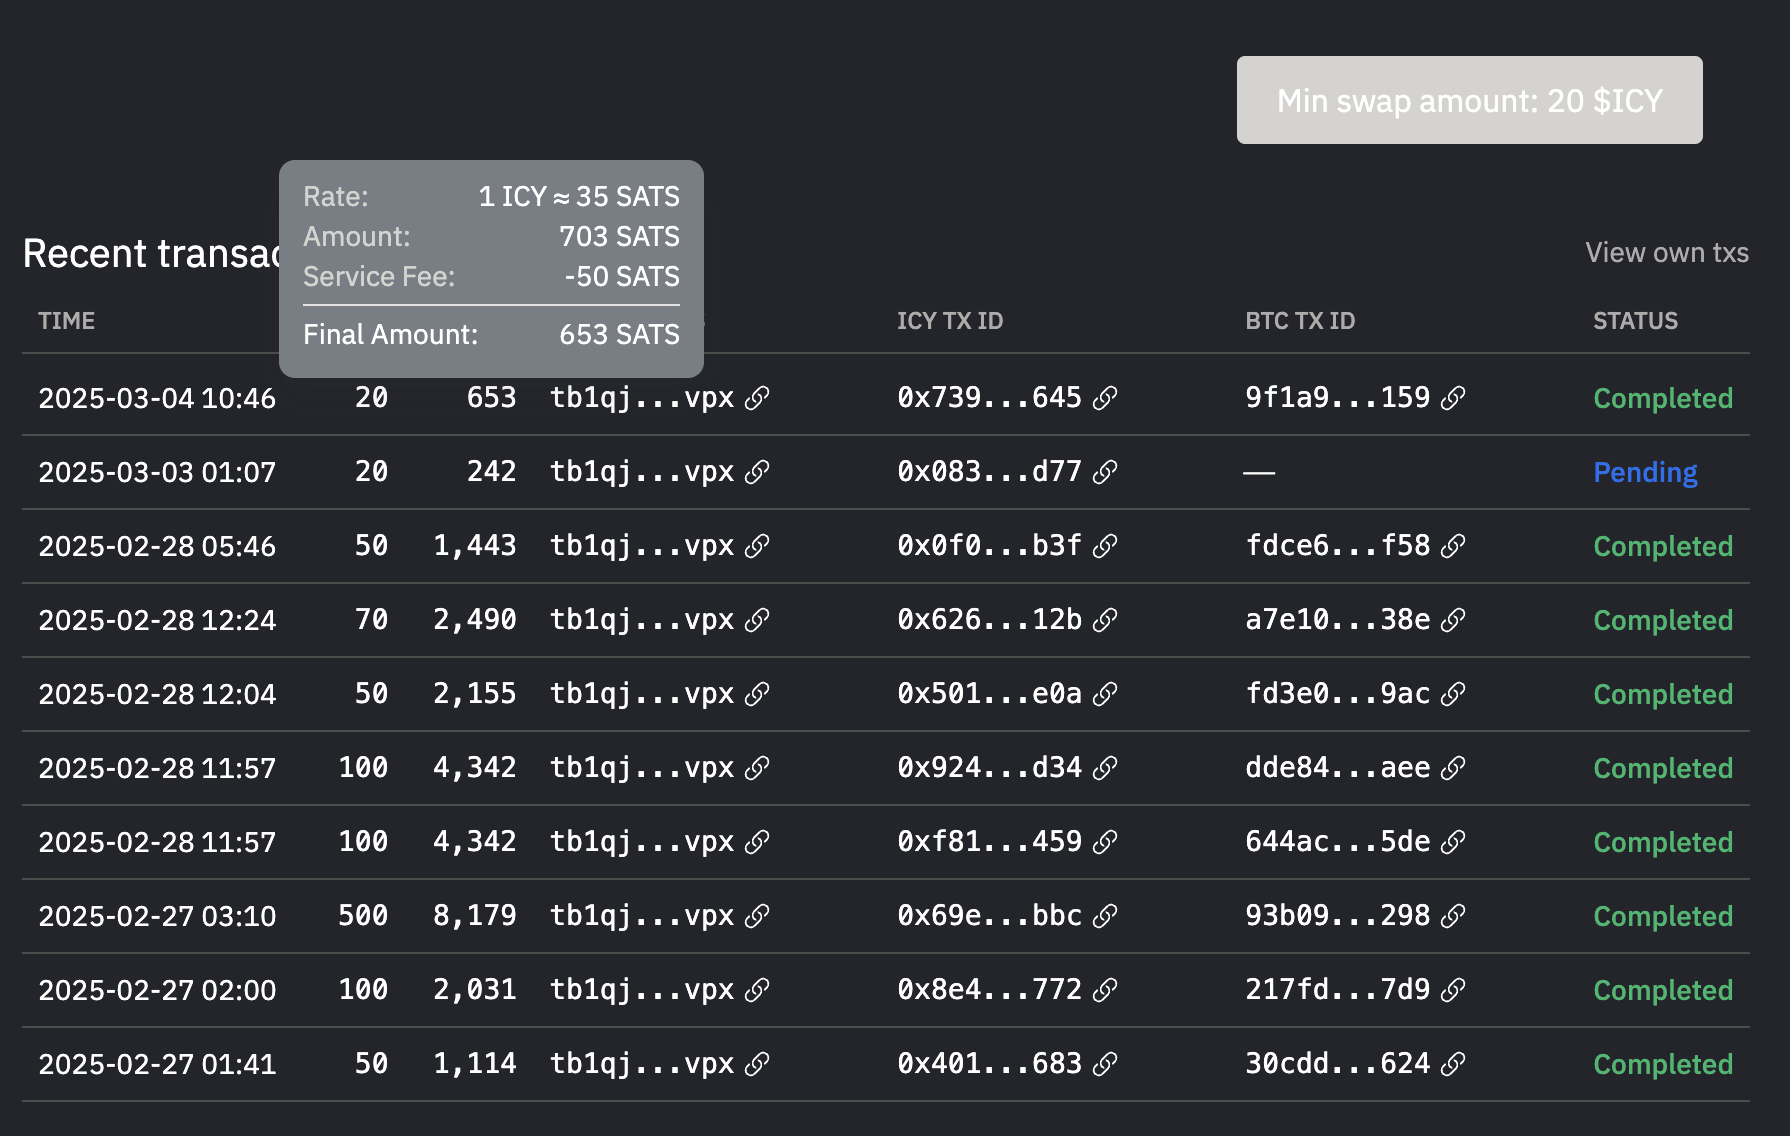 Min swap amount: 20 $ICY
Rate: 1 ICY ≈ 35 SATS
Amount: 703 SATS
Service Fee: -50 SATS
Final Amount: 653 SATS
Recent transac
View own txs
TIME ICY TX ID BTC TX ID STATUS
2025-03-04 10:46 20 653 tb1qj...vpx 0x739...645 9f1a9...159 Completed
2025-03-03 01:07 20 242 tb1qj...vpx 0x083...d77 — Pending
2025-02-28 05:46 50 1,443 tb1qj...vpx 0x0f0...b3f fdce6...f58 Completed
2025-02-28 12:24 70 2,490 tb1qj...vpx 0x626...12b a7e10...38e Completed
2025-02-28 12:04 50 2,155 tb1qj...vpx 0x501...e0a fd3e0...9ac Completed
2025-02-28 11:57 100 4,342 tb1qj...vpx 0x924...d34 dde84...aee Completed
2025-02-28 11:57 100 4,342 tb1qj...vpx 0xf81...459 644ac...5de Completed
2025-02-27 03:10 500 8,179 tb1qj...vpx 0x69e...bbc 93b09...298 Completed
2025-02-27 02:00 100 2,031 tb1qj...vpx 0x8e4...772 217fd...7d9 Completed
2025-02-27 01:41 50 1,114 tb1qj...vpx 0x401...683 30cdd...624 Completed